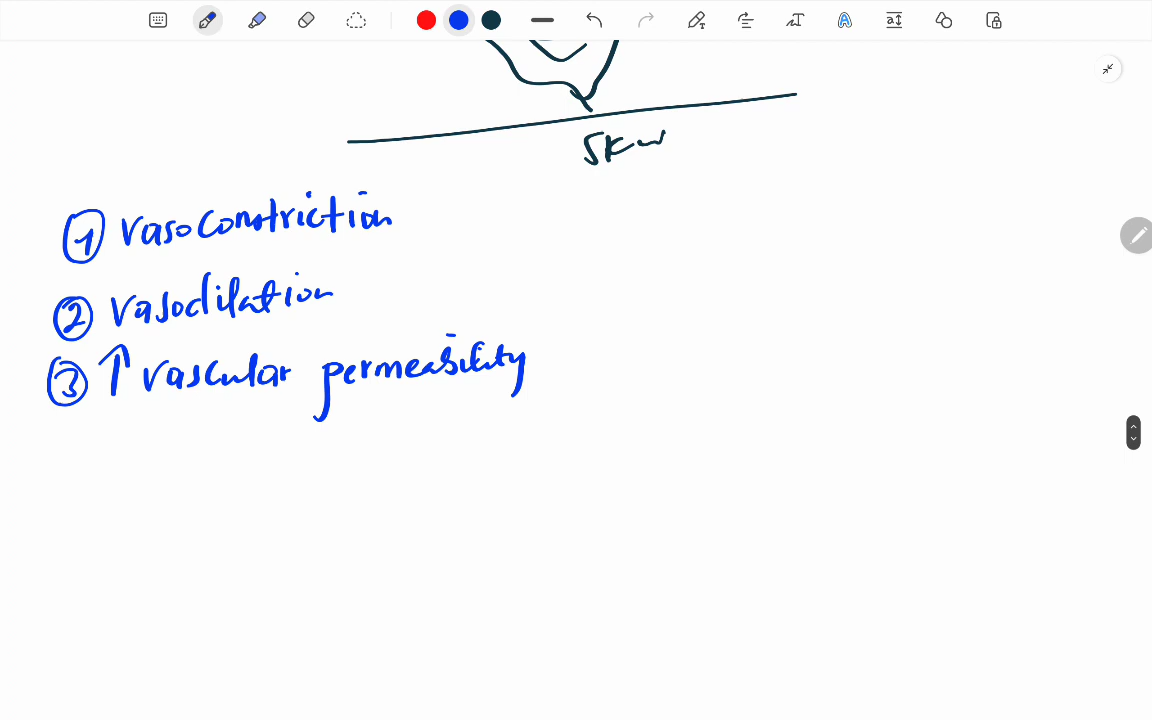 skin
① vasoconstriction
② vasodilation
③ ↑ vascular permeability